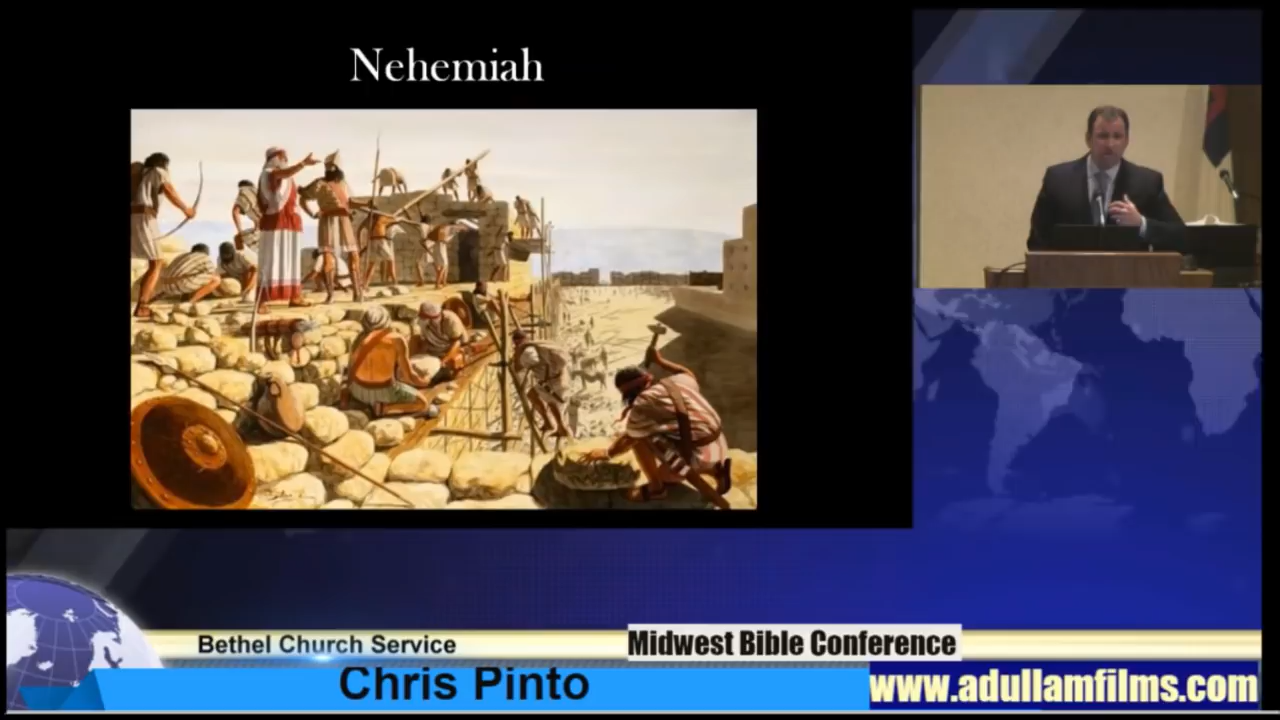 Nehemiah
Bethel Church Service
Midwest Bible Conference
Chris Pinto
www.adullamfilms.com